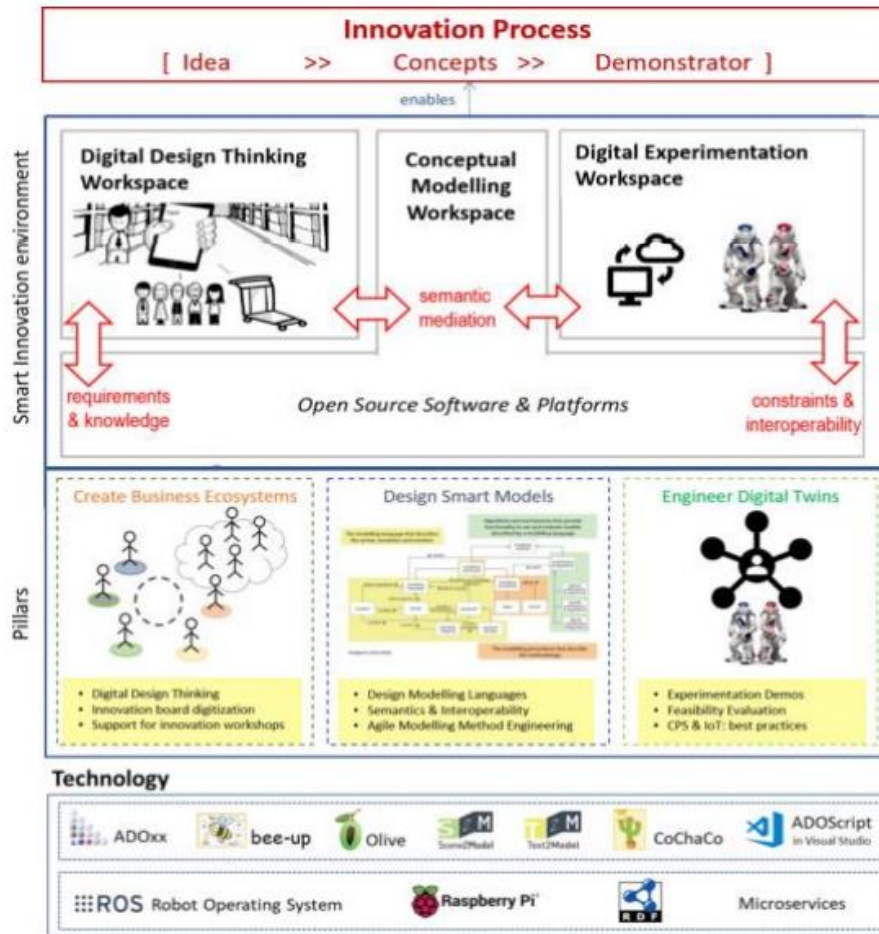 Innovation Process
[ Idea >> Concepts >> Demonstrator ]
enables
Smart Innovation environment
Digital Design Thinking
Workspace
Conceptual
Modelling
Workspace
Digital Experimentation
Workspace
semantic
mediation
requirements
& knowledge
Open Source Software & Platforms
constraints &
interoperability
Pillars
Create Business Ecosystems
• Digital Design Thinking
• Innovation board digitization
• Support for innovation workshops
Design Smart Models
• Design Modelling Languages
• Semantics & Interoperability
• Agile Modelling Method Engineering
Engineer Digital Twins
• Experimentation Demos
• Feasibility Evaluation
• CPS & IoT: best practices
Technology
ADOxx
bee-up
Olive
Scene2Model
Text2Model
CoChaCo
ADOScript
in Visual Studio
ROS Robot Operating System
Raspberry Pi
RDF
Microservices